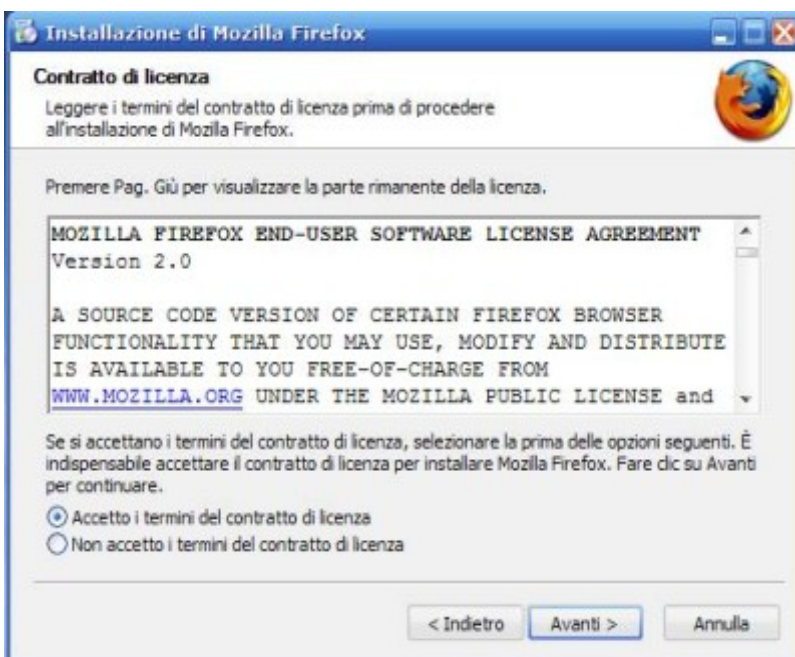 Installazione di Mozilla Firefox
Contratto di licenza
Leggere i termini del contratto di licenza prima di procedere
all'installazione di Mozilla Firefox.
Premere Pag. Giù per visualizzare la parte rimanente della licenza.
MOZILLA FIREFOX END-USER SOFTWARE LICENSE AGREEMENT
Version 2.0
A SOURCE CODE VERSION OF CERTAIN FIREFOX BROWSER
FUNCTIONALITY THAT YOU MAY USE, MODIFY AND DISTRIBUTE
IS AVAILABLE TO YOU FREE-OF-CHARGE FROM
WWW.MOZILLA.ORG UNDER THE MOZILLA PUBLIC LICENSE and
Se si accettano i termini del contratto di licenza, selezionare la prima delle opzioni seguenti. È
indispensabile accettare il contratto di licenza per installare Mozilla Firefox. Fare clic su Avanti
per continuare.
Accetto i termini del contratto di licenza
Non accetto i termini del contratto di licenza
< Indietro
Avanti >
Annulla